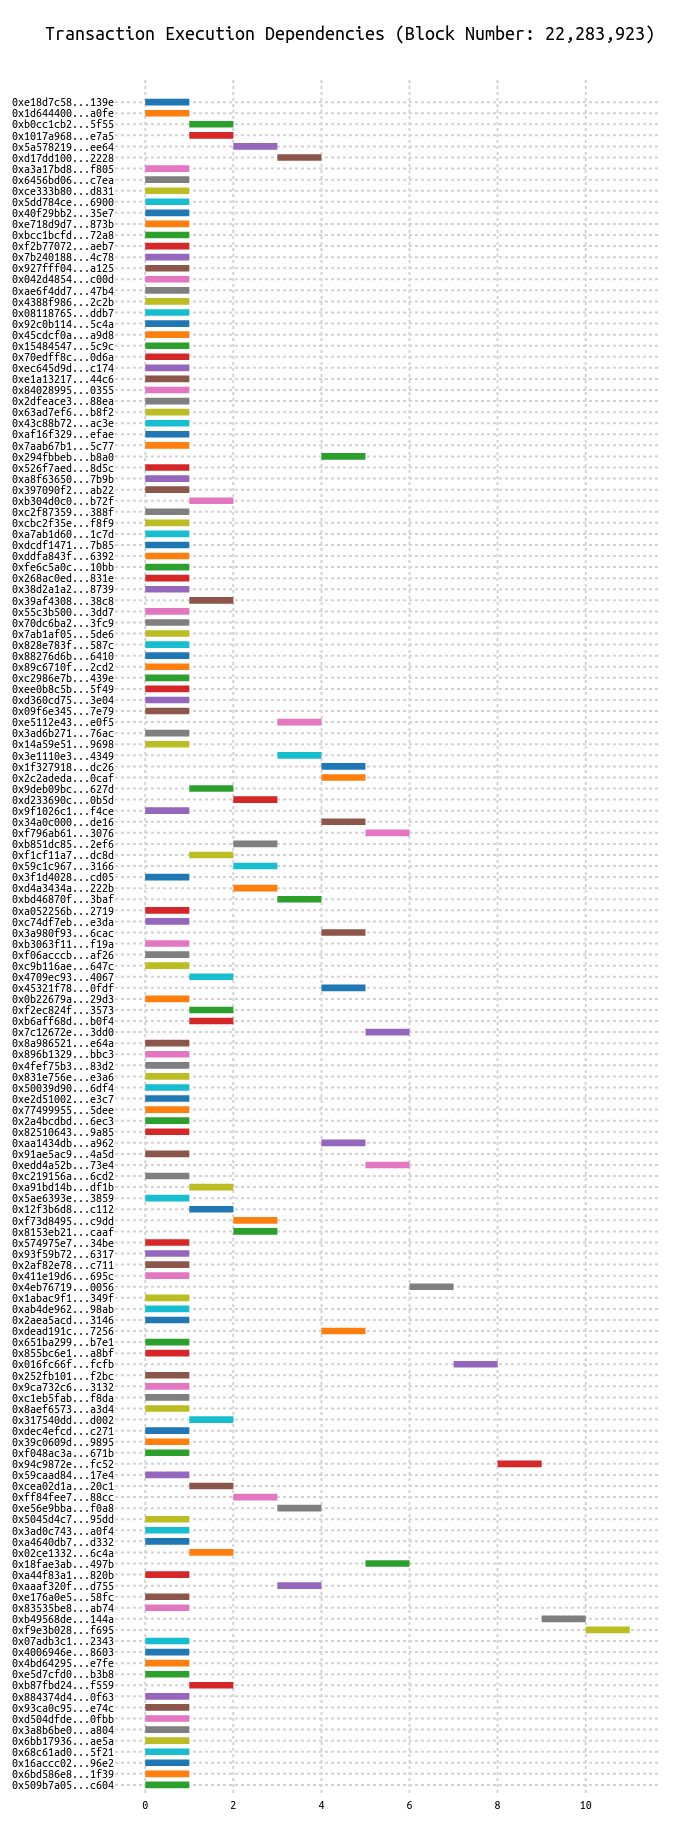 Transaction Execution Dependencies (Block Number: 22,283,923)
0xe18d7c58...139e
0x1d644400...a0fe
0xb0cc1cb2...5f55
0x1017a968...e7a5
0x5a578219...ee64
0xd17dd100...2228
0xa3a17bd8...f805
0x6456bd06...c7ea
0xce333b80...d831
0x5dd784ce...6900
0x40f29bb2...35e7
0xe718d9d7...873b
0xbcc1bcfd...72a8
0xf2b77072...aeb7
0x7b240188...4c78
0x927fff04...a125
0x042d4854...c00d
0xae6f4dd7...47b4
0x4388f986...2c2b
0x08118765...ddb7
0x92c0b114...5c4a
0x45cdcf0a...a9d8
0x15484547...5c9c
0x70edff8c...0d6a
0xec645d9d...c174
0xe1a13217...44c6
0x84028995...0355
0x2dfeace3...88ea
0x63ad7ef6...b8f2
0x43c88b72...ac3e
0xaf16f329...efae
0x7aab67b1...5c77
0x294fbbeb...b8a0
0x526f7aed...8d5c
0xa8f63650...7b9b
0x397090f2...ab22
0xb304d0c0...b72f
0xc2f87359...388f
0xcbc2f35e...f8f9
0xa7ab1d60...1c7d
0xdcdf1471...7b85
0xddfa843f...6392
0xfe6c5a0c...10bb
0x268ac0ed...831e
0x38d2a1a2...8739
0x39af4308...38c8
0x55c3b500...3dd7
0x70dc6ba2...3fc9
0x7ab1af05...5de6
0x828e783f...587c
0x88276d6b...6410
0x89c6710f...2cd2
0xc2986e7b...439e
0xee0b8c5b...5f49
0xd360cd75...3e04
0x09f6e345...7e79
0xe5112e43...e0f5
0x3ad6b271...76ac
0x14a59e51...9698
0x3e1110e3...4349
0x1f327918...dc26
0x2c2adeda...0caf
0x9deb09bc...627d
0xd233690c...0b5d
0x9f1026c1...f4ce
0x34a0c000...de16
0xf796ab61...3076
0xb851dc85...2ef6
0xf1cf11a7...dc8d
0x59c1c967...3166
0x3f1d4028...cd05
0xd4a3434a...222b
0xbd46870f...3baf
0xa052256b...2719
0xc74df7eb...e3da
0x3a980f93...6cac
0xb3063f11...f19a
0xf06acccb...af26
0xc9b116ae...647c
0x4709ec93...4067
0x45321f78...0fdf
0x0b22679a...29d3
0xf2ec824f...3573
0xb6aff68d...b0f4
0x7c12672e...3dd0
0x8a986521...e64a
0x896b1329...bbc3
0x4fef75b3...83d2
0x831e756e...e3a6
0x50039d90...6df4
0xe2d51002...e3c7
0x77499955...5dee
0x2a4bcdbd...6ec3
0x82510643...9a85
0xaa1434db...a962
0x91ae5ac9...4a5d
0xedd4a52b...73e4
0xc219156a...6cd2
0xa91bd14b...df1b
0x5ae6393e...3859
0x12f3b6d8...c112
0xf73d8495...c9dd
0x8153eb21...caaf
0x574975e7...34be
0x93f59b72...6317
0x2af82e78...c711
0x411e19d6...695c
0x4eb76719...0056
0x1abac9f1...349f
0xab4de962...98ab
0x2aea5acd...3146
0xdead191c...7256
0x651ba299...b7e1
0x855bc6e1...a8bf
0x016fc66f...fcfb
0x252fb101...f2bc
0x9ca732c6...3132
0xc1eb5fab...f8da
0x8aef6573...a3d4
0x317540dd...d002
0xdec4efcd...c271
0x39c0609d...9895
0xf048ac3a...671b
0x94c9872e...fc52
0x59caad84...17e4
0xcea02d1a...20c1
0xff84fee7...88cc
0xe56e9bba...f0a8
0x5045d4c7...95dd
0x3ad0c743...a0f4
0xa4640db7...d332
0x02ce1332...6c4a
0x18fae3ab...497b
0xa44f83a1...820b
0xaaaf320f...d755
0xe176a0e5...58fc
0x83535be8...ab74
0xb49568de...144a
0xf9e3b028...f695
0x07adb3c1...2343
0x4006946e...8603
0x4bd64295...e7fe
0xe5d7cfd0...b3b8
0xb87fbd24...f559
0x884374d4...0f63
0x93ca0c95...e74c
0xd504dfde...0fbb
0x3a8b6be0...a804
0x6bb17936...ae5a
0x68c61ad0...5f21
0x16accc02...96e2
0x6bd586e8...1f39
0x509b7a05...c604
0 2 4 6 8 10